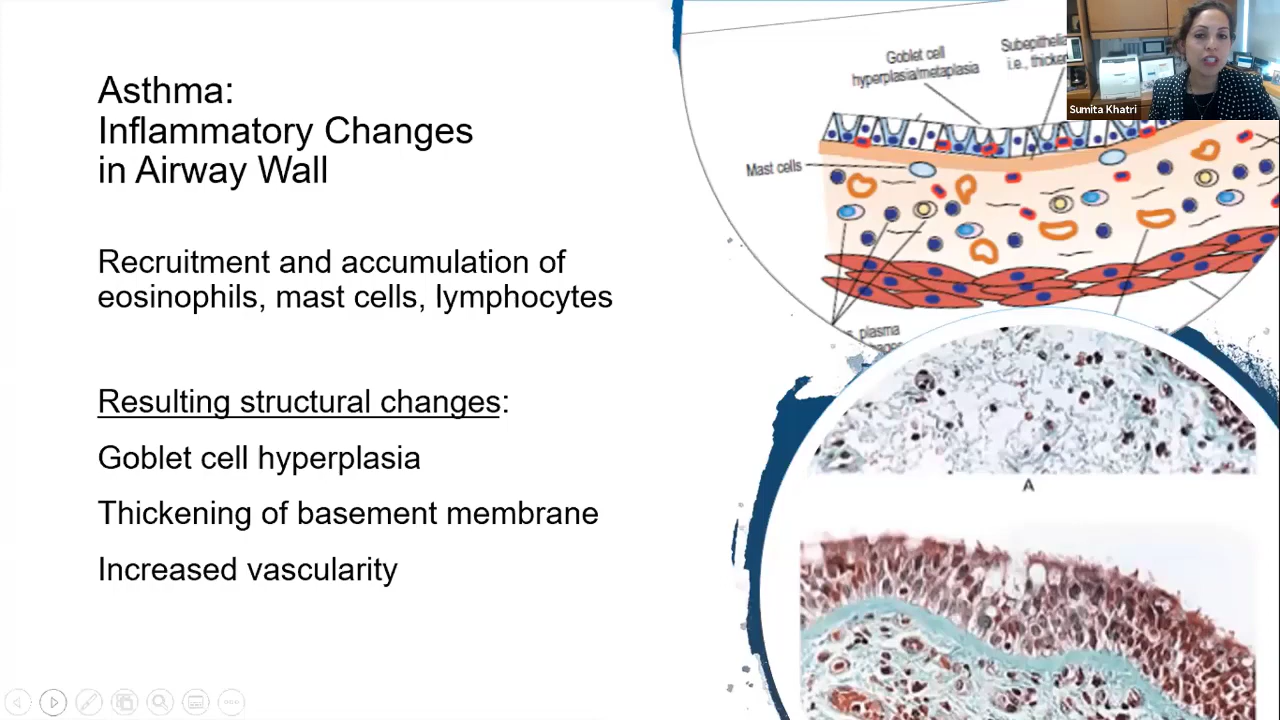 Asthma:
Inflammatory Changes
in Airway Wall
Recruitment and accumulation of
eosinophils, mast cells, lymphocytes
Resulting structural changes:
Goblet cell hyperplasia
Thickening of basement membrane
Increased vascularity
Goblet cell
hyperplasia/metaplasia
i.e.,
Mast cells
plasma
A
Sumita Khatri